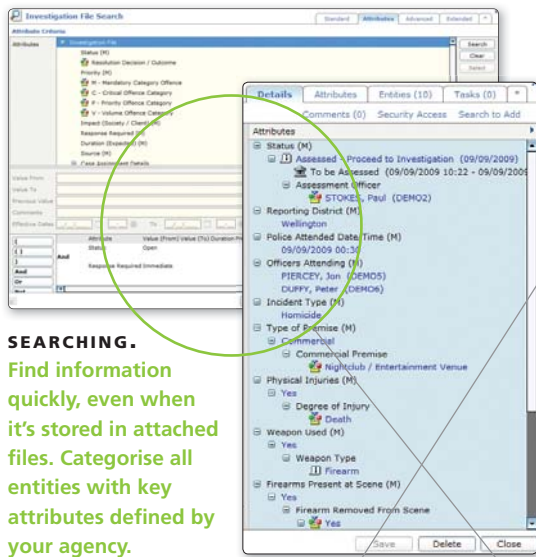 Investigation File Search
Standard Attributes Advanced Extended
Attribute Criteria
Attributes
Investigation File
Status (M)
Resolution Decision / Outcome
Priority (M)
M - Mandatory Category Offence
C - Critical Offence Category
P - Priority Offence Category
V - Volume Offence Category
Impact (Society / Client) (M)
Response Required (M)
Duration (Expected) (M)
Source (M)
Case Assessment Details
Search
Clear
Select
Value From
Value To
Previous Value
Comments
Effective Dates
To
Attribute Value (From) Value (To) Duration
Status Open
And
Response Required Immediate
(
( )
)
And
Or
Details Attributes Entities (10) Tasks (0) *
Comments (0) Security Access Search to Add
Attributes
Status (M)
Assessed - Proceed to Investigation (09/09/2009)
To be Assessed (09/09/2009 10:22 - 09/09/2009
Assessment Officer
STOKES, Paul (DEMO2)
Reporting District (M)
Wellington
Police Attended Date/Time (M)
09/09/2009 00:30
Officers Attending (M)
PIERCEY, Jon (DEMO5)
DUFFY, Peter (DEMO6)
Incident Type (M)
Homicide
Type of Premise (M)
Commercial
Commercial Premise
Nightclub / Entertainment Venue
Physical Injuries (M)
Yes
Degree of Injury
Death
Weapon Used (M)
Yes
Weapon Type
Firearm
Firearms Present at Scene (M)
Yes
Firearm Removed From Scene
Yes
Save Delete Close
SEARCHING.
Find information
quickly, even when
it's stored in attached
files. Categorise all
entities with key
attributes defined by
your agency.